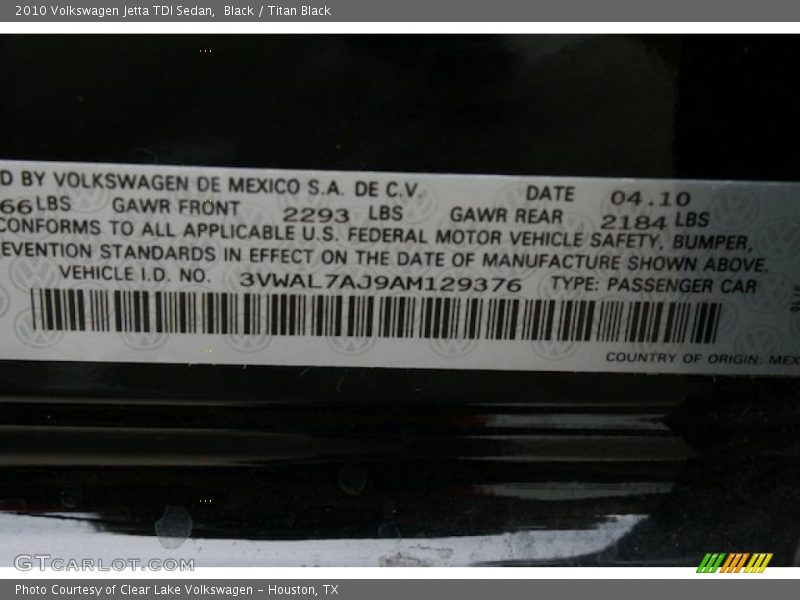 2010 Volkswagen Jetta TDI Sedan,  Black / Titan Black
D BY VOLKSWAGEN DE MEXICO S.A. DE C.V. DATE 04.10
66 LBS GAWR FRONT 2293 LBS GAWR REAR 2184 LBS
CONFORMS TO ALL APPLICABLE U.S. FEDERAL MOTOR VEHICLE SAFETY, BUMPER,
EVENTION STANDARDS IN EFFECT ON THE DATE OF MANUFACTURE SHOWN ABOVE.
VEHICLE I.D. NO. 3VWAL7AJ9AM129376 TYPE: PASSENGER CAR
COUNTRY OF ORIGIN: MEX
GTcarlot.com
Photo Courtesy of Clear Lake Volkswagen - Houston, TX